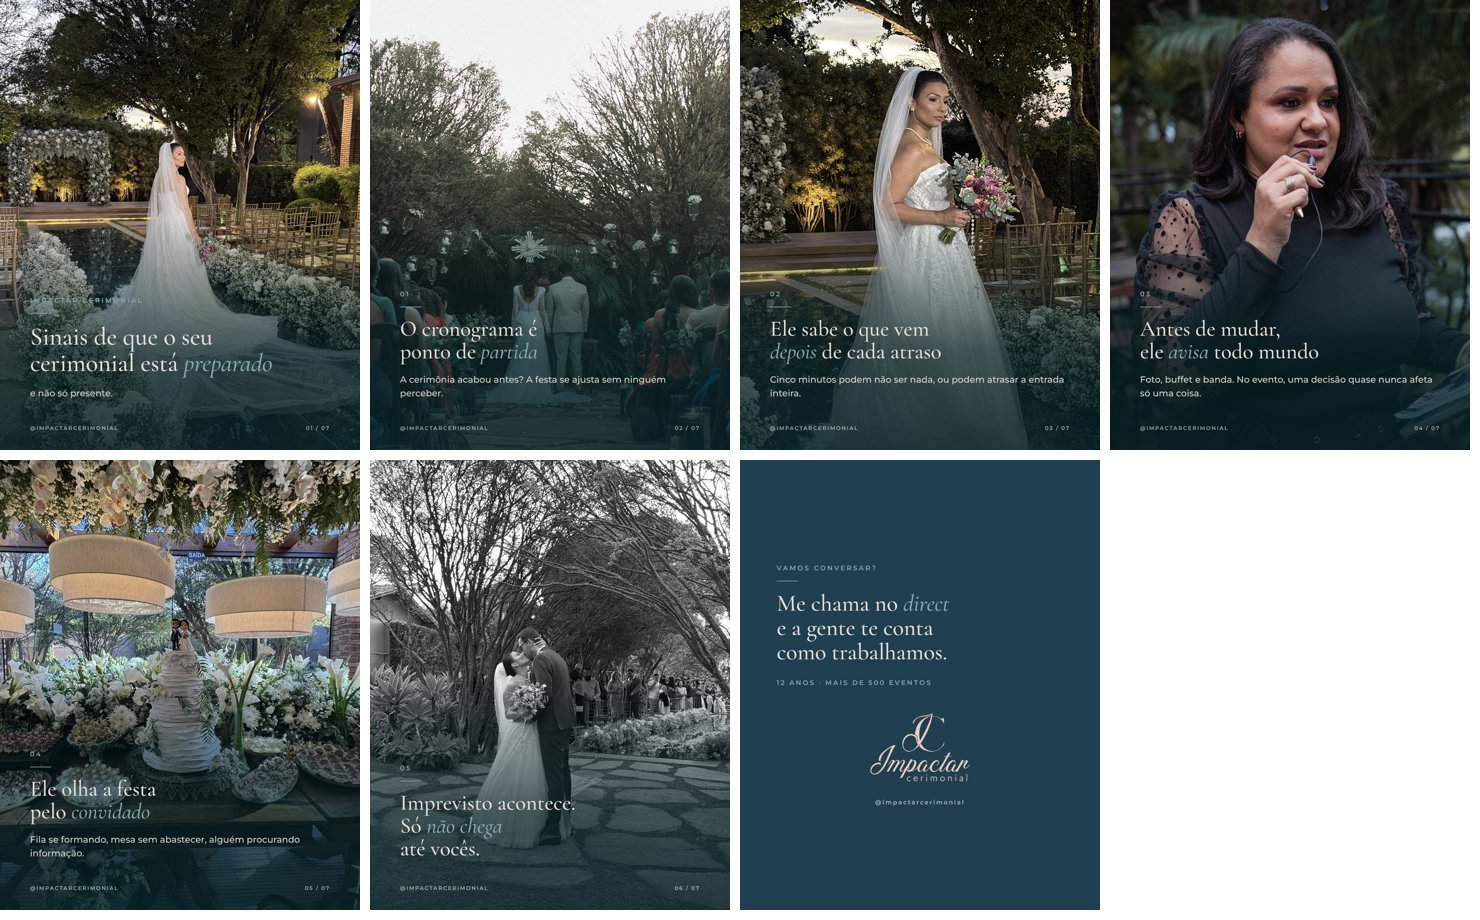 IMPACTAR CERIMONIAL
Sinais de que o seu
cerimonial está preparado
e não só presente.
@IMPACTARCERIMONIAL
01 / 07
01
O cronograma é
ponto de partida
A cerimônia acabou antes? A festa se ajusta sem ninguém
perceber.
@IMPACTARCERIMONIAL
02 / 07
02
Ele sabe o que vem
depois de cada atraso
Cinco minutos podem não ser nada, ou podem atrasar a entrada
inteira.
@IMPACTARCERIMONIAL
03 / 07
03
Antes de mudar,
ele avisa todo mundo
Foto, buffet e banda. No evento, uma decisão quase nunca afeta
só uma coisa.
@IMPACTARCERIMONIAL
04 / 07
SAÍDA
04
Ele olha a festa
pelo convidado
Fila se formando, mesa sem abastecer, alguém procurando
informação.
@IMPACTARCERIMONIAL
05 / 07
05
Imprevisto acontece.
Só não chega
até vocês.
@IMPACTARCERIMONIAL
06 / 07
VAMOS CONVERSAR?
Me chama no direct
e a gente te conta
como trabalhamos.
12 ANOS · MAIS DE 500 EVENTOS
Impactar
cerimonial
@impactarcerimonial